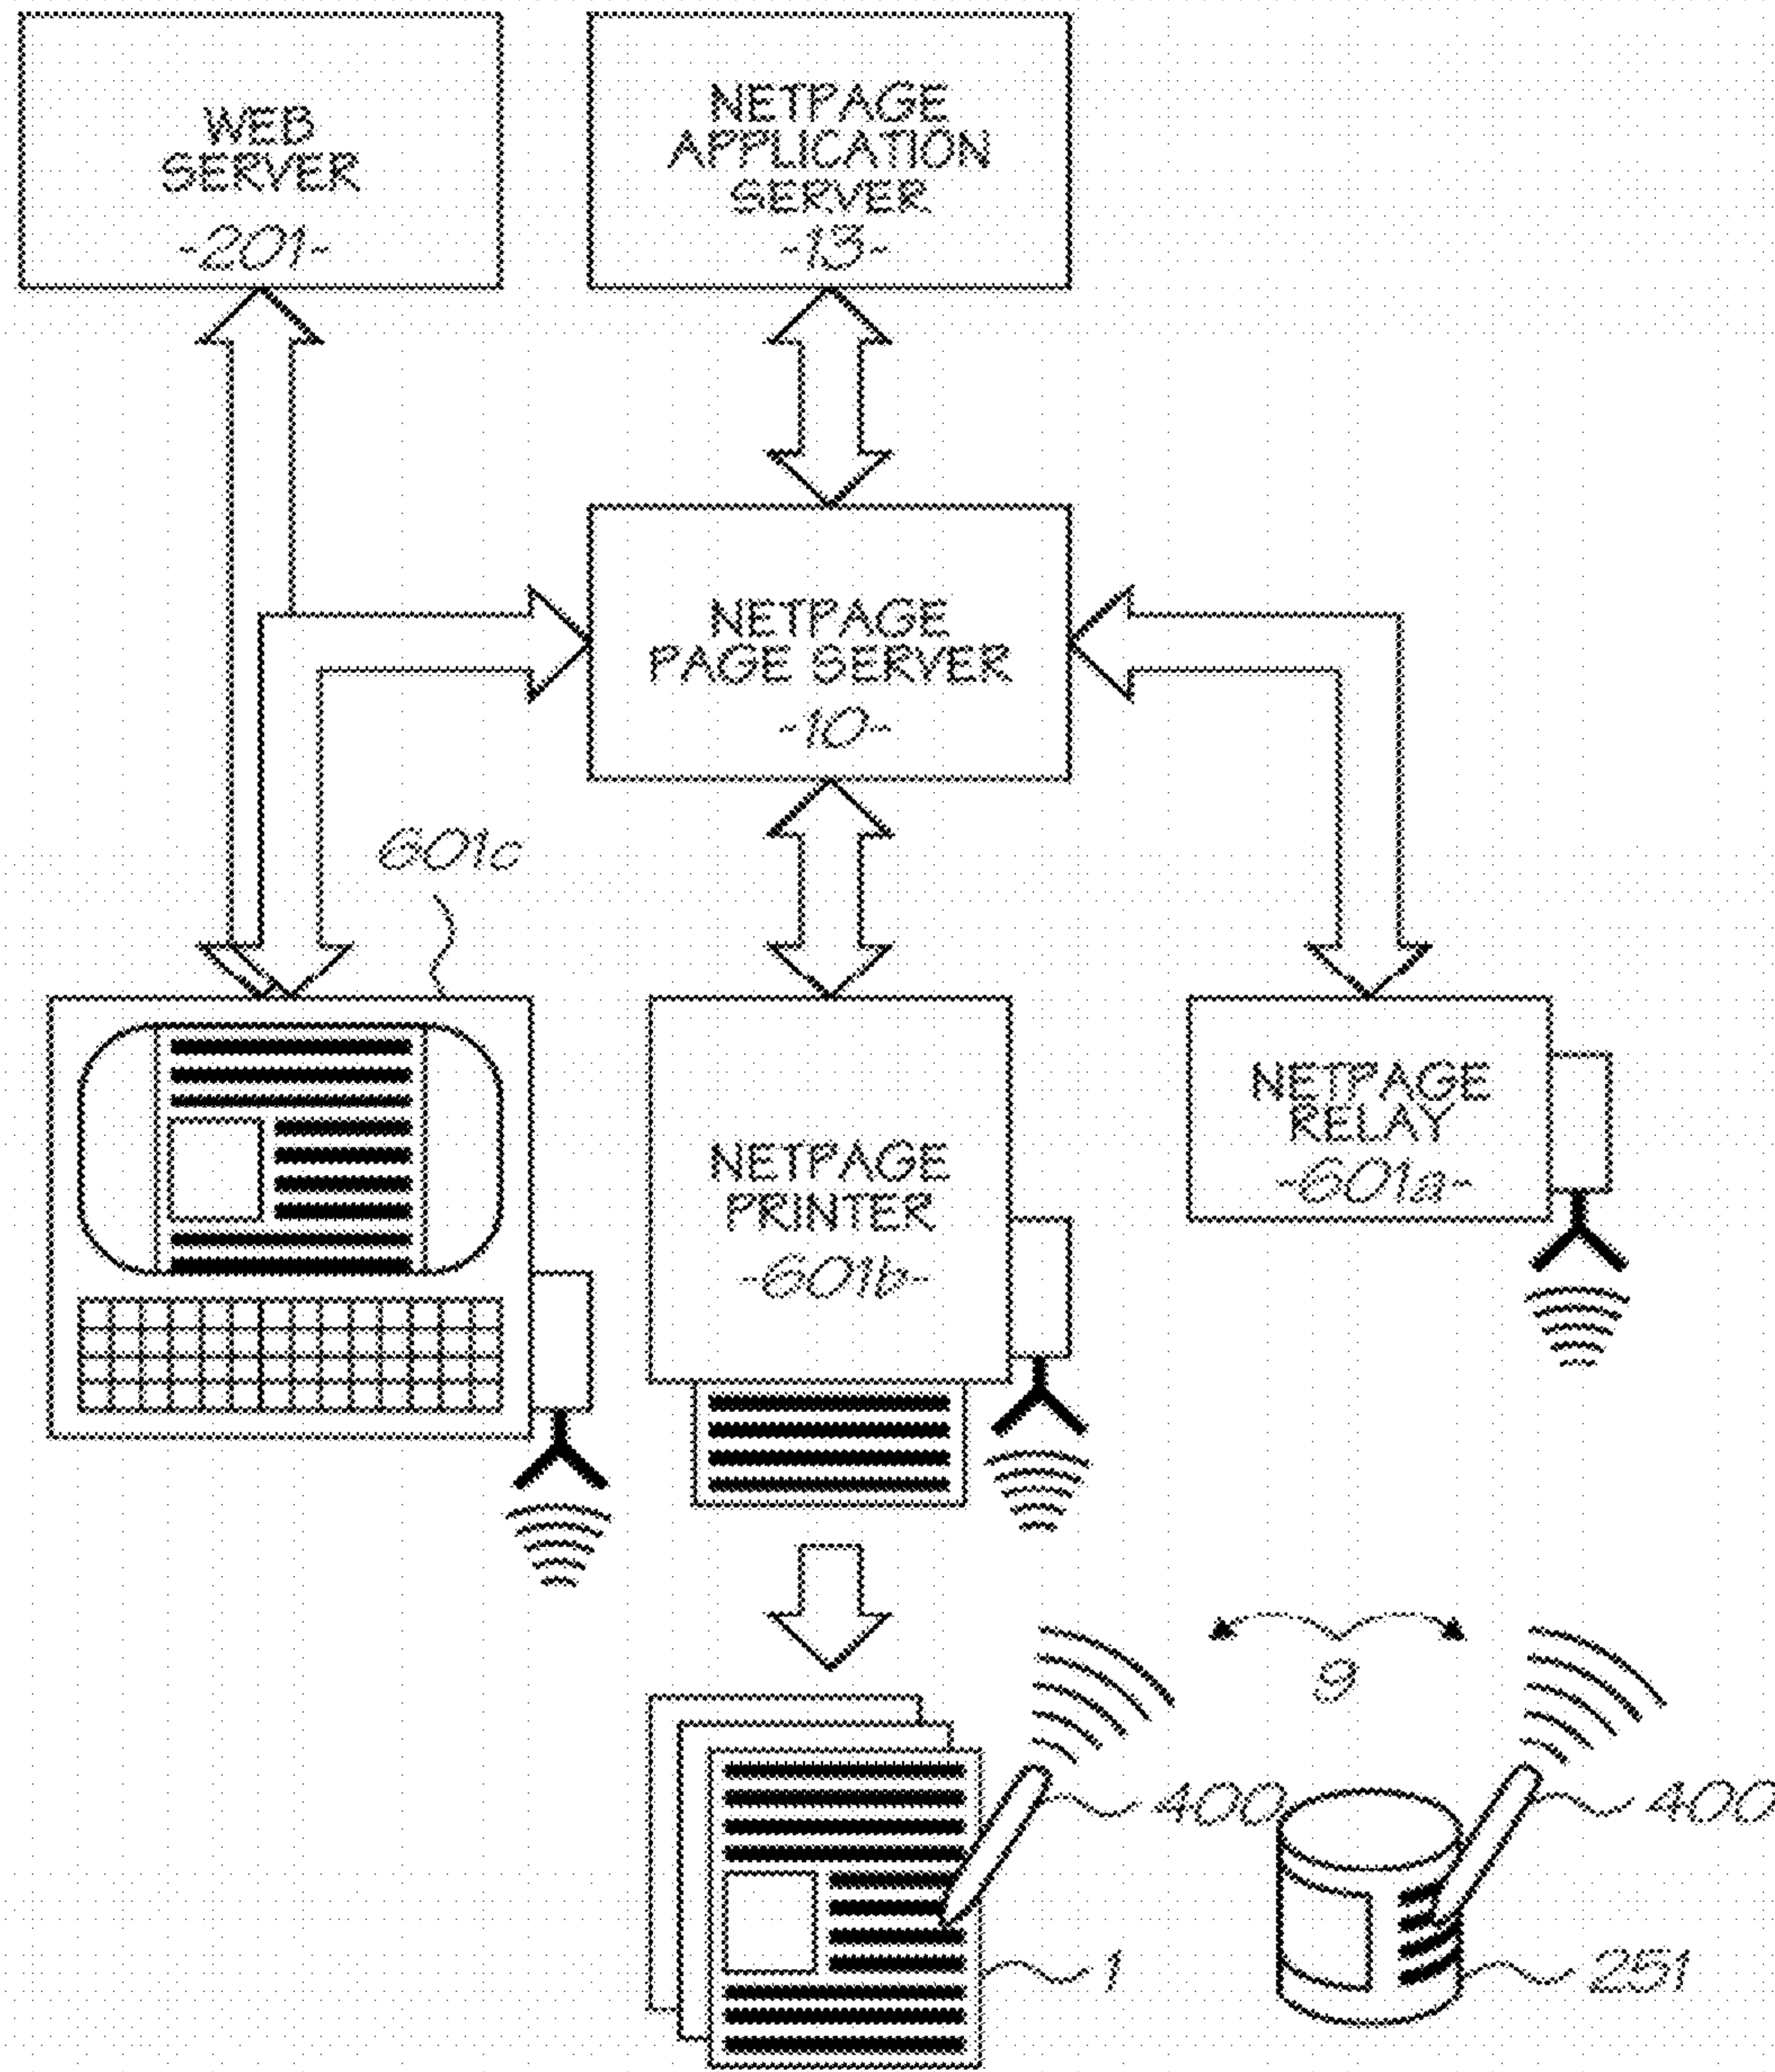 WEB
SERVER
-201-
NETPAGE
APPLICATION
SERVER
-13-
NETPAGE
PAGE SERVER
-10-
601c
NETPAGE
PRINTER
-601b-
NETPAGE
RELAY
-601a-
9
400
400
1
251